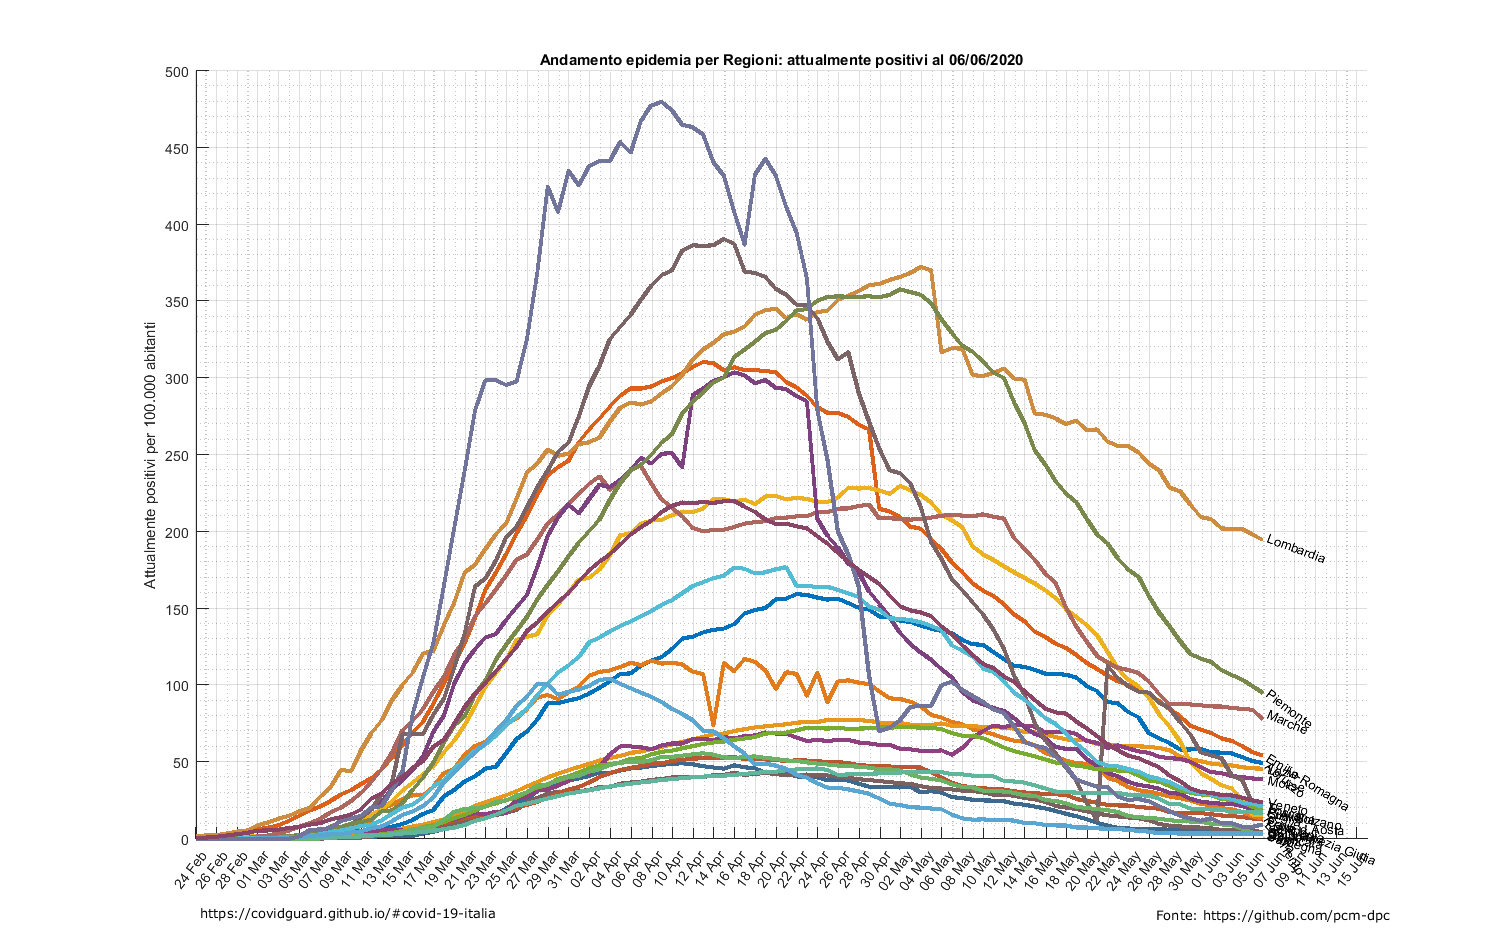 Andamento epidemia per Regioni: attualmente positivi al 06/06/2020
Attualmente positivi per 100.000 abitanti
500
450
400
350
300
250
200
150
100
50
0
24 Feb
26 Feb
28 Feb
01 Mar
03 Mar
05 Mar
07 Mar
09 Mar
11 Mar
13 Mar
15 Mar
17 Mar
19 Mar
21 Mar
23 Mar
25 Mar
27 Mar
29 Mar
31 Mar
02 Apr
04 Apr
06 Apr
08 Apr
10 Apr
12 Apr
14 Apr
16 Apr
18 Apr
20 Apr
22 Apr
24 Apr
26 Apr
28 Apr
30 Apr
02 May
04 May
06 May
08 May
10 May
12 May
14 May
16 May
18 May
20 May
22 May
24 May
26 May
28 May
30 May
01 Jun
03 Jun
05 Jun
07 Jun
09 Jun
11 Jun
13 Jun
15 Jun
Lombardia
Piemonte
Marche
Emilia-Romagna
Molise
Veneto
https://covidguard.github.io/#covid-19-italia
Fonte: https://github.com/pcm-dpc